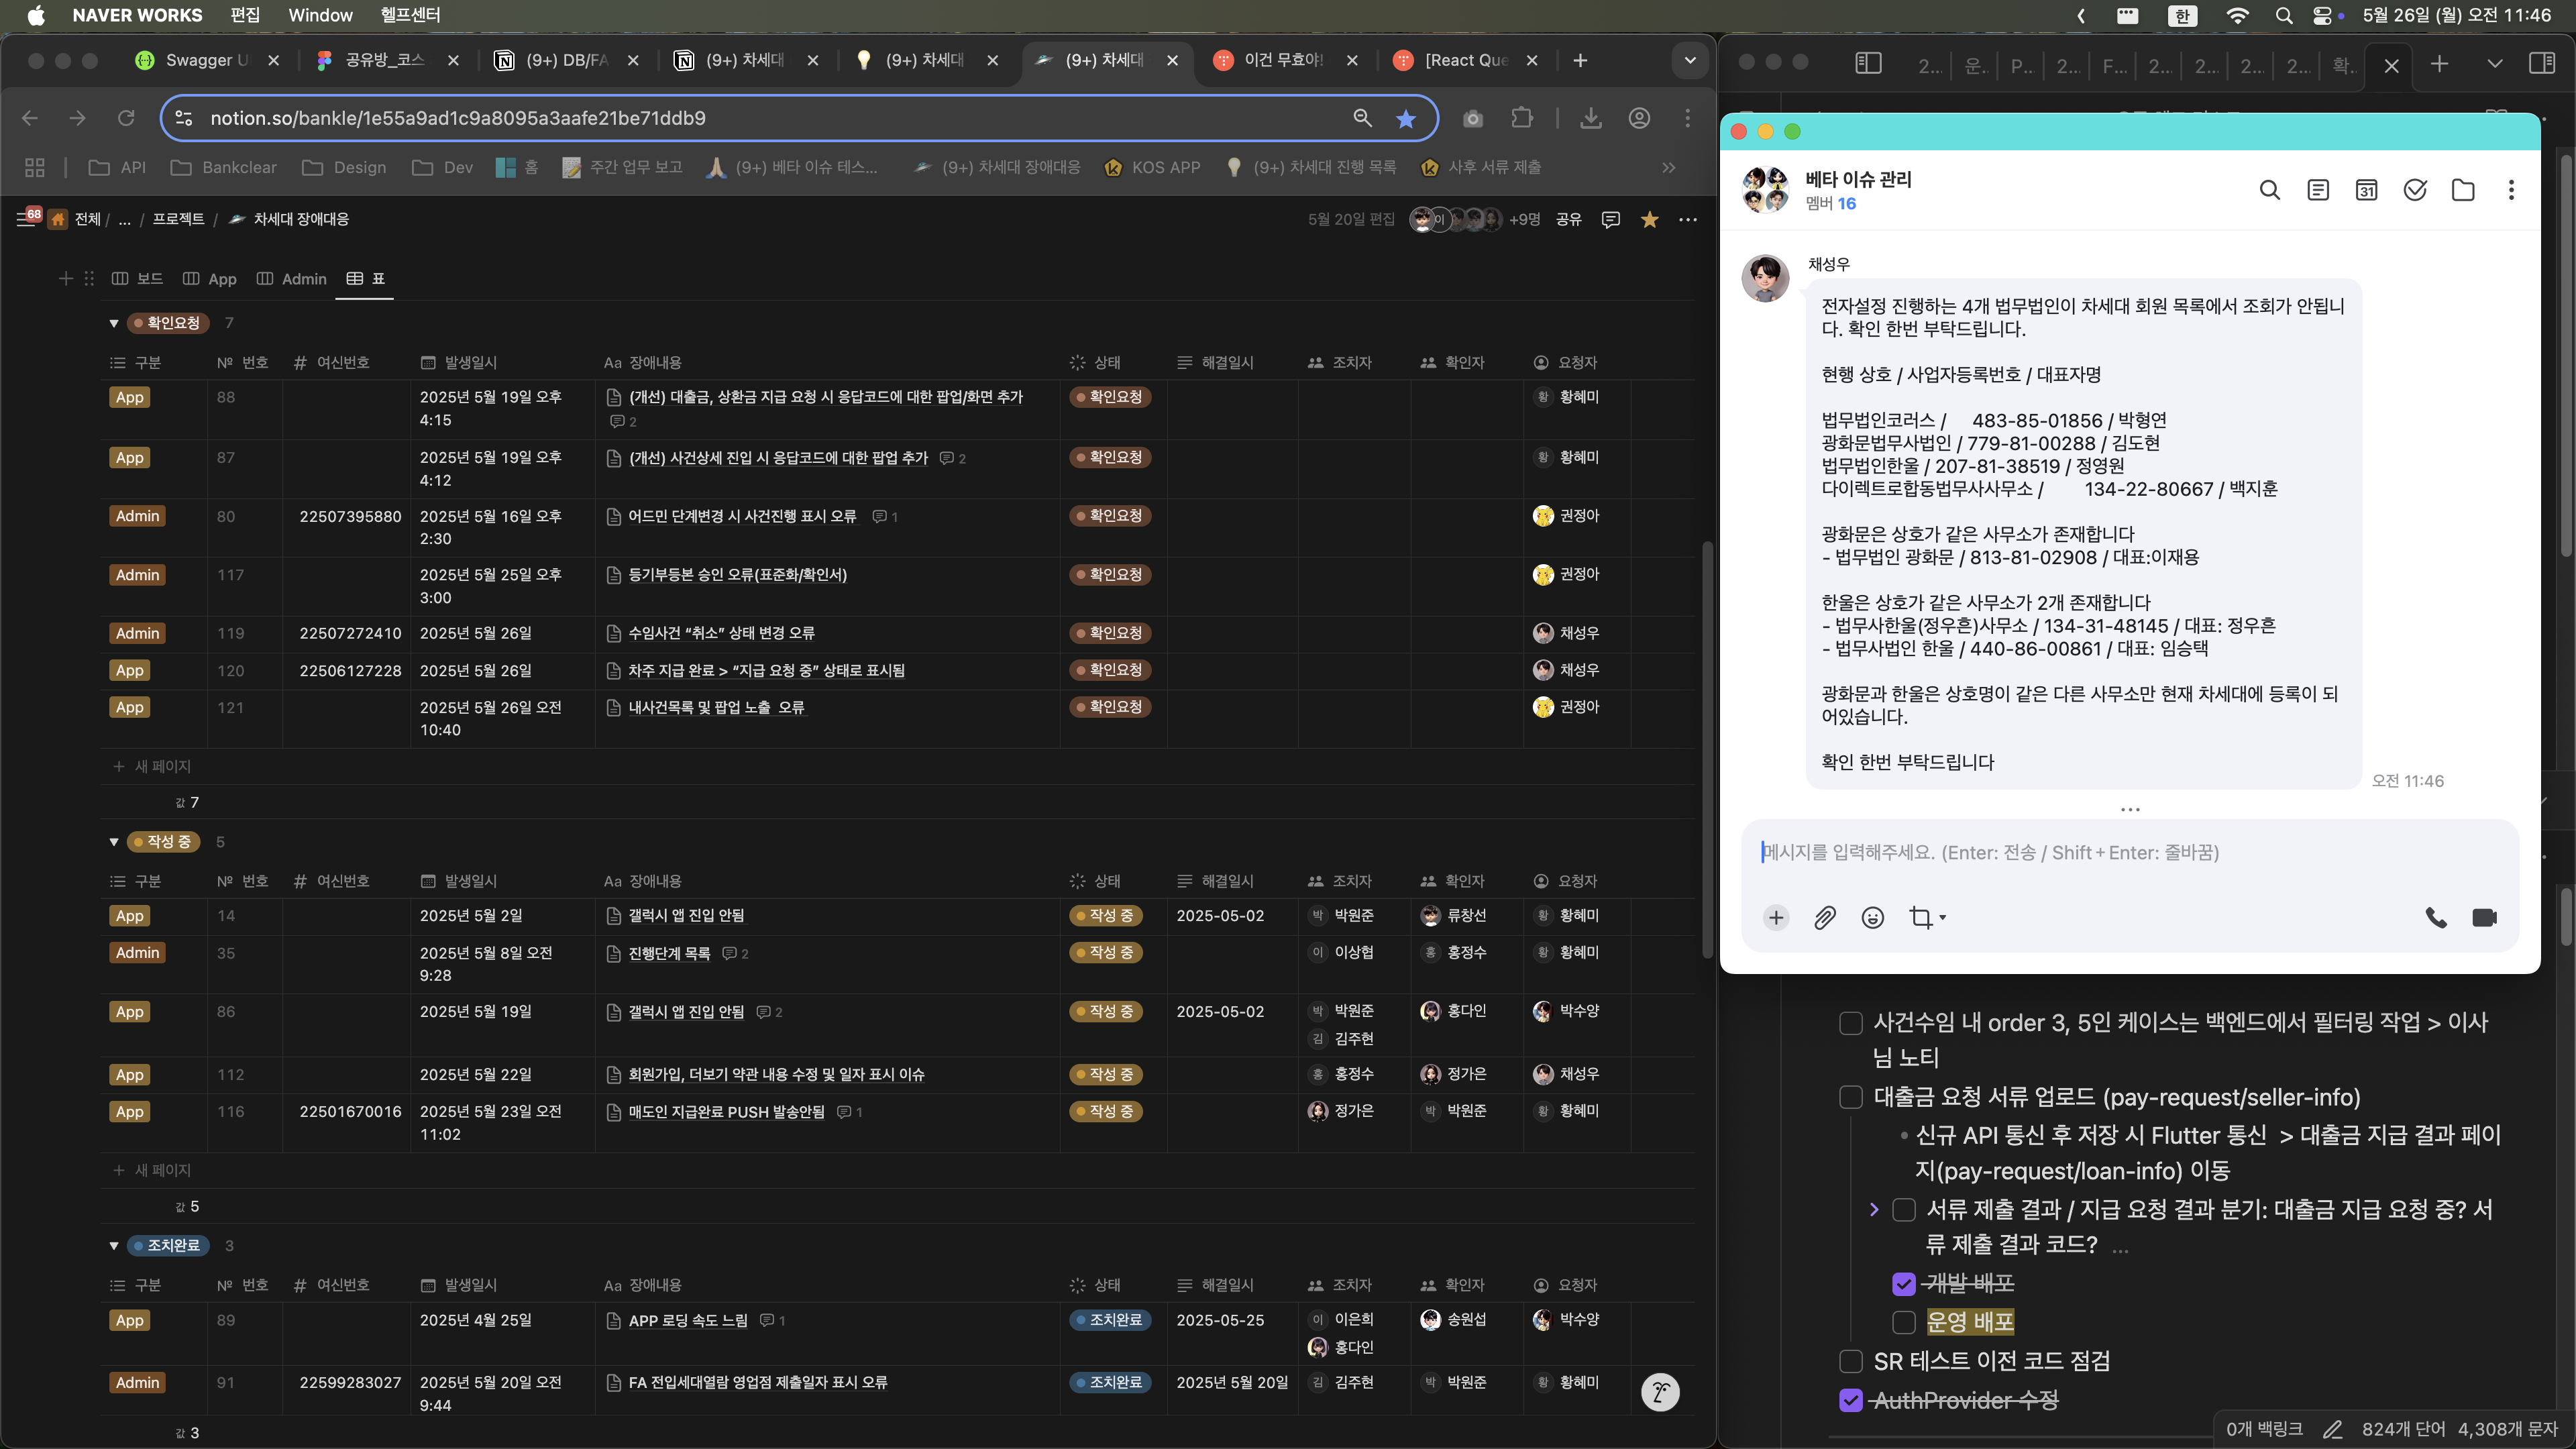 NAVER WORKS 편집 Window 헬프센터
한 5월 26일 (월) 오전 11:46
Swagger U
공유방_코스
(9+) DB/FA
(9+) 차세대
(9+) 차세대
(9+) 차세대
이건 무효야!
[React Que
notion.so/bankle/1e55a9ad1c9a8095a3aafe21be71ddb9
API Bankclear Design Dev 홈 주간 업무 보고 (9+) 베타 이슈 테스... (9+) 차세대 장애대응 KOS APP (9+) 차세대 진행 목록 사후 서류 제출
68 전체 / ... / 프로젝트 / 차세대 장애대응
5월 20일 편집 이 +9명 공유
보드 App Admin 표
확인요청 7
구분 № 번호 # 여신번호 발생일시 Aa 장애내용 상태 해결일시 조치자 확인자 요청자
App 88 2025년 5월 19일 오후 4:15 (개선) 대출금, 상환금 지급 요청 시 응답코드에 대한 팝업/화면 추가 2 확인요청 황 황혜미
App 87 2025년 5월 19일 오후 4:12 (개선) 사건상세 진입 시 응답코드에 대한 팝업 추가 2 확인요청 황 황혜미
Admin 80 22507395880 2025년 5월 16일 오후 2:30 어드민 단계변경 시 사건진행 표시 오류 1 확인요청 권정아
Admin 117 2025년 5월 25일 오후 3:00 등기부등본 승인 오류(표준화/확인서) 확인요청 권정아
Admin 119 22507272410 2025년 5월 26일 수임사건 “취소” 상태 변경 오류 확인요청 채성우
App 120 22506127228 2025년 5월 26일 차주 지급 완료 > “지급 요청 중” 상태로 표시됨 확인요청 채성우
App 121 2025년 5월 26일 오전 10:40 내사건목록 및 팝업 노출 오류 확인요청 권정아
+ 새 페이지
값 7
작성 중 5
구분 № 번호 # 여신번호 발생일시 Aa 장애내용 상태 해결일시 조치자 확인자 요청자
App 14 2025년 5월 2일 갤럭시 앱 진입 안됨 작성 중 2025-05-02 박 박원준 류창선 황 황혜미
Admin 35 2025년 5월 8일 오전 9:28 진행단계 목록 2 작성 중 이 이상협 홍 홍정수 황 황혜미
App 86 2025년 5월 19일 갤럭시 앱 진입 안됨 2 작성 중 2025-05-02 박 박원준 김 김주현 홍다인 박수양
App 112 2025년 5월 22일 회원가입, 더보기 약관 내용 수정 및 일자 표시 이슈 작성 중 홍 홍정수 정가은 채성우
App 116 22501670016 2025년 5월 23일 오전 11:02 매도인 지급완료 PUSH 발송안됨 1 작성 중 정가은 박 박원준 황 황혜미
+ 새 페이지
값 5
조치완료 3
구분 № 번호 # 여신번호 발생일시 Aa 장애내용 상태 해결일시 조치자 확인자 요청자
App 89 2025년 4월 25일 APP 로딩 속도 느림 1 조치완료 2025-05-25 이 이은희 홍다인 송원섭 박수양
Admin 91 22599283027 2025년 5월 20일 오전 9:44 FA 전입세대열람 영업점 제출일자 표시 오류 조치완료 2025년 5월 20일 김 김주현 박 박원준 황 황혜미
값 3
2... 운. P... 2... F... 2... 2... 2... 2... 확.
베타 이슈 관리
멤버 16
31
채성우
전자설정 진행하는 4개 법무법인이 차세대 회원 목록에서 조회가 안됩니
다. 확인 한번 부탁드립니다.
현행 상호 / 사업자등록번호 / 대표자명
법무법인코러스 / 483-85-01856 / 박형연
광화문법무사법인 / 779-81-00288 / 김도현
법무법인한울 / 207-81-38519 / 정영원
다이렉트로합동법무사사무소 / 134-22-80667 / 백지훈
광화문은 상호가 같은 사무소가 존재합니다
- 법무법인 광화문 / 813-81-02908 / 대표:이재용
한울은 상호가 같은 사무소가 2개 존재합니다
- 법무사한울(정우흔)사무소 / 134-31-48145 / 대표: 정우흔
- 법무사법인 한울 / 440-86-00861 / 대표: 임승택
광화문과 한울은 상호명이 같은 다른 사무소만 현재 차세대에 등록이 되
어있습니다.
확인 한번 부탁드립니다
오전 11:46
메시지를 입력해주세요. (Enter: 전송 / Shift + Enter: 줄바꿈)
사건수임 내 order 3, 5인 케이스는 백엔드에서 필터링 작업 > 이사
님 노티
대출금 요청 서류 업로드 (pay-request/seller-info)
신규 API 통신 후 저장 시 Flutter 통신 > 대출금 지급 결과 페이
지(pay-request/loan-info) 이동
서류 제출 결과 / 지급 요청 결과 분기: 대출금 지급 요청 중? 서
류 제출 결과 코드? ...
개발 배포
운영 배포
SR 테스트 이전 코드 점검
AuthProvider 수정
0개 백링크 824개 단어 4,308개 문자